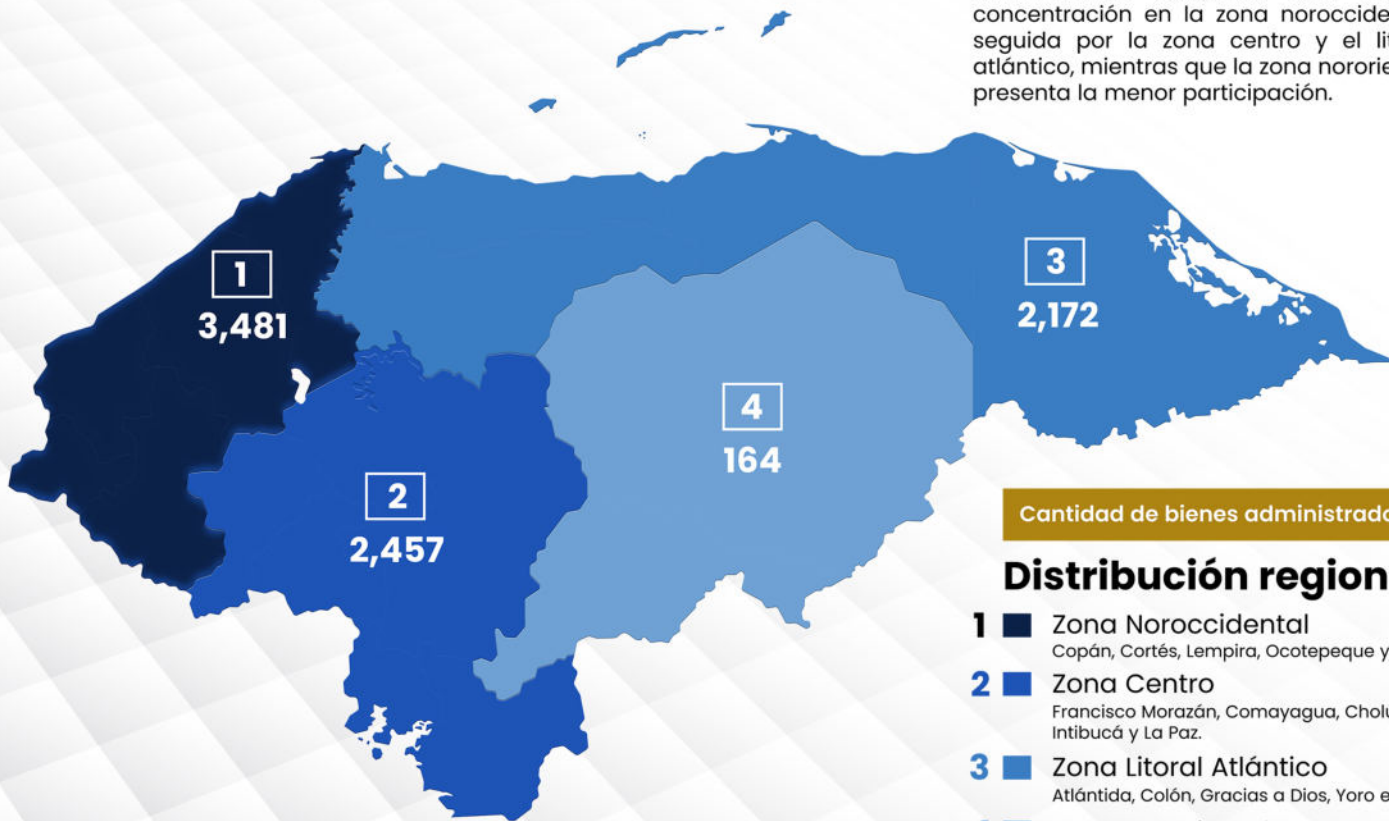 concentración en la zona noroccide
seguida por la zona centro y el lit
atlántico, mientras que la zona nororie
presenta la menor participación.
1
3,481
3
2,172
4
164
2
2,457
Cantidad de bienes administrado
Distribución region
1 Zona Noroccidental
Copán, Cortés, Lempira, Ocotepeque y
2 Zona Centro
Francisco Morazán, Comayagua, Cholu
Intibucá y La Paz.
3 Zona Litoral Atlántico
Atlántida, Colón, Gracias a Dios, Yoro e